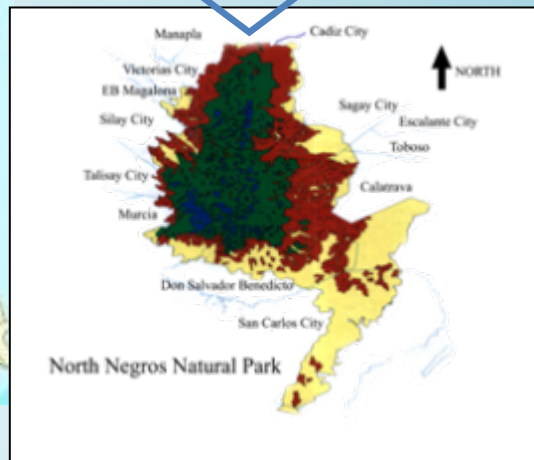 Manapla
Cadiz City
Victorias City
NORTH
EB Magalona
Sagay City
Silay City
Escalante City
Toboso
Talisay City
Calatrava
Murcia
Don Salvador Benedicto
San Carlos City
North Negros Natural Park